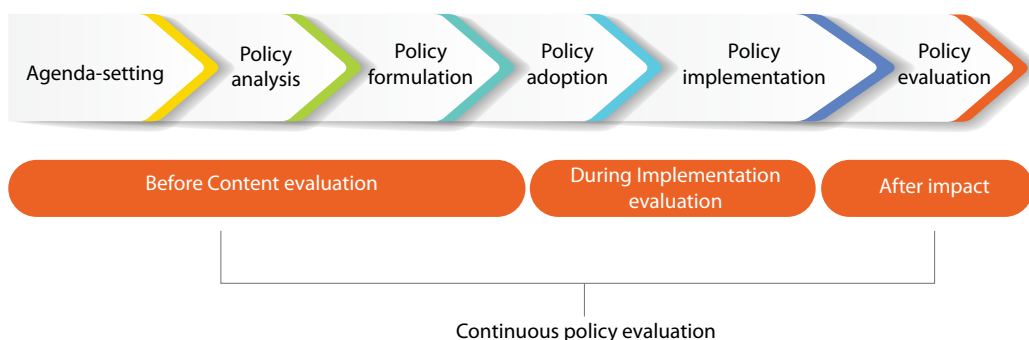 Agenda-setting
Policy
analysis
Policy
formulation
Policy
adoption
Policy
implementation
Policy
evaluation
Before Content evaluation
During Implementation
evaluation
After impact
Continuous policy evaluation